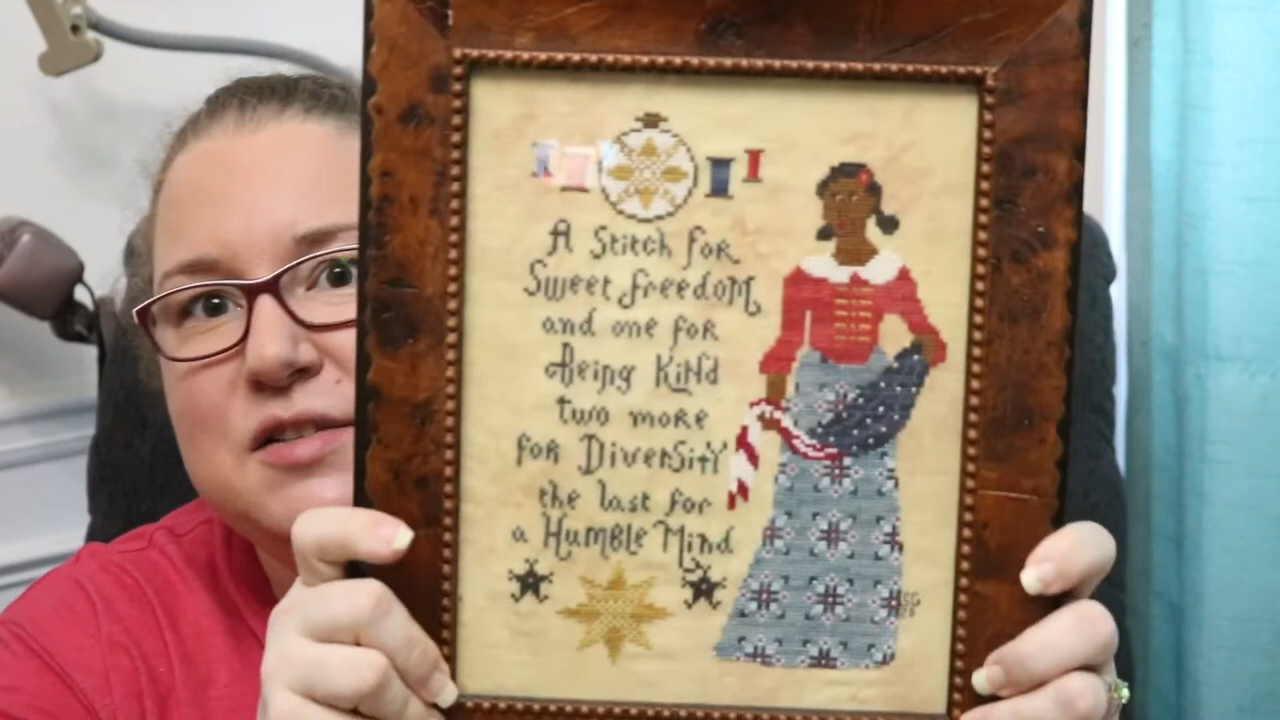 A Stitch for
Sweet freedom
and one for
Being Kind
two more
for Diversity
the last for
a Humble Mind